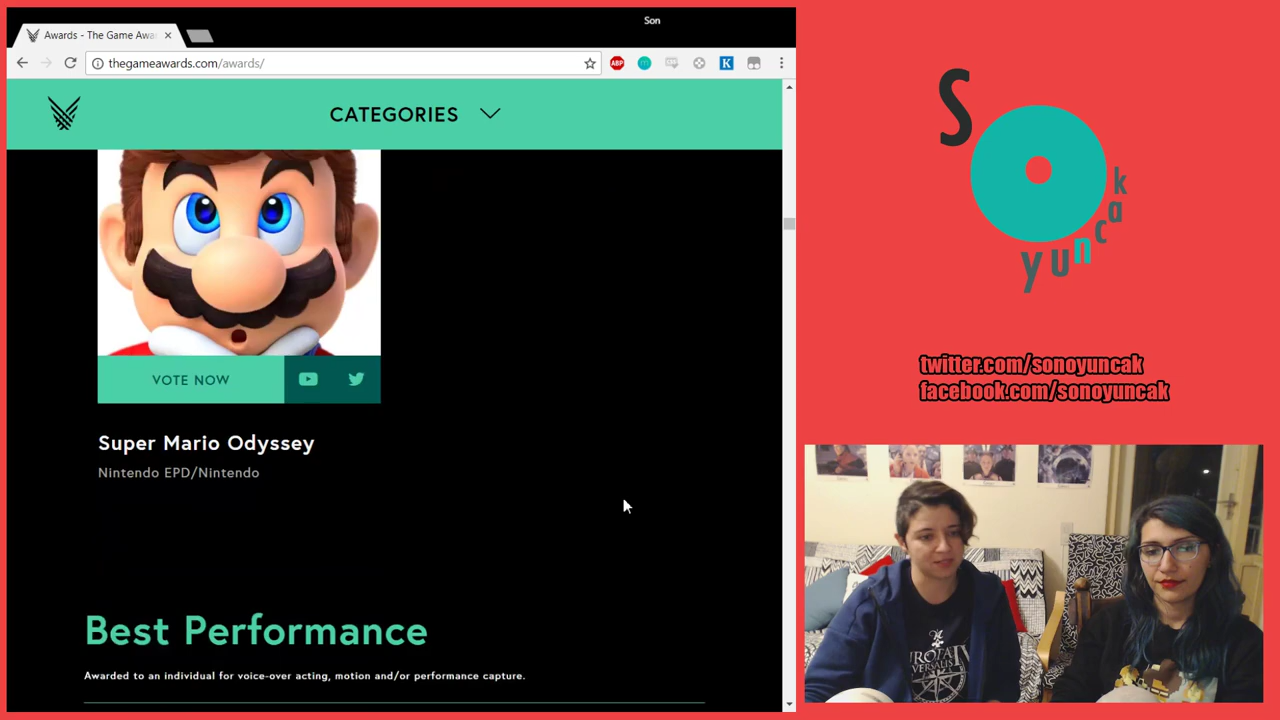 Son
Awards - The Game Awa
thegameawards.com/awards/
ABP
K
CATEGORIES
VOTE NOW
Super Mario Odyssey
Nintendo EPD/Nintendo
Best Performance
Awarded to an individual for voice-over acting, motion and/or performance capture.
S
yuncak
twitter.com/sonoyuncak
facebook.com/sonoyuncak